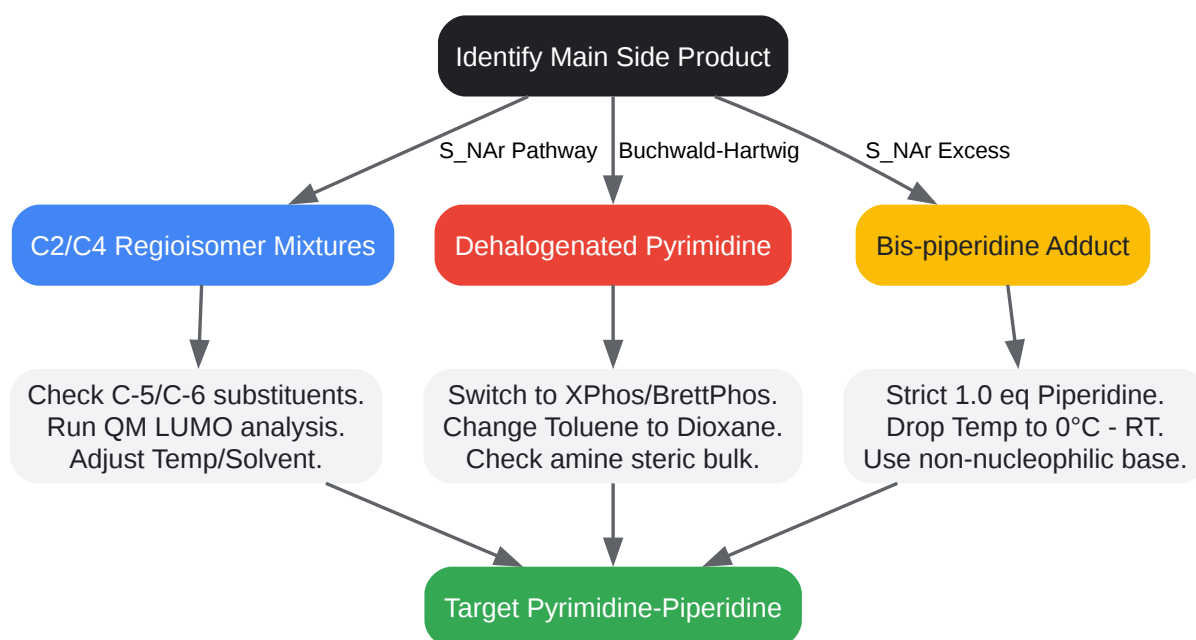 Identify Main Side Product
S_NAr Pathway
Buchwald-Hartwig
S_NAr Excess
C2/C4 Regioisomer Mixtures
Dehalogenated Pyrimidine
Bis-piperidine Adduct
Check C-5/C-6 substituents.
Run QM LUMO analysis.
Adjust Temp/Solvent.
Switch to XPhos/BrettPhos.
Change Toluene to Dioxane.
Check amine steric bulk.
Strict 1.0 eq Piperidine.
Drop Temp to 0°C - RT.
Use non-nucleophilic base.
Target Pyrimidine-Piperidine